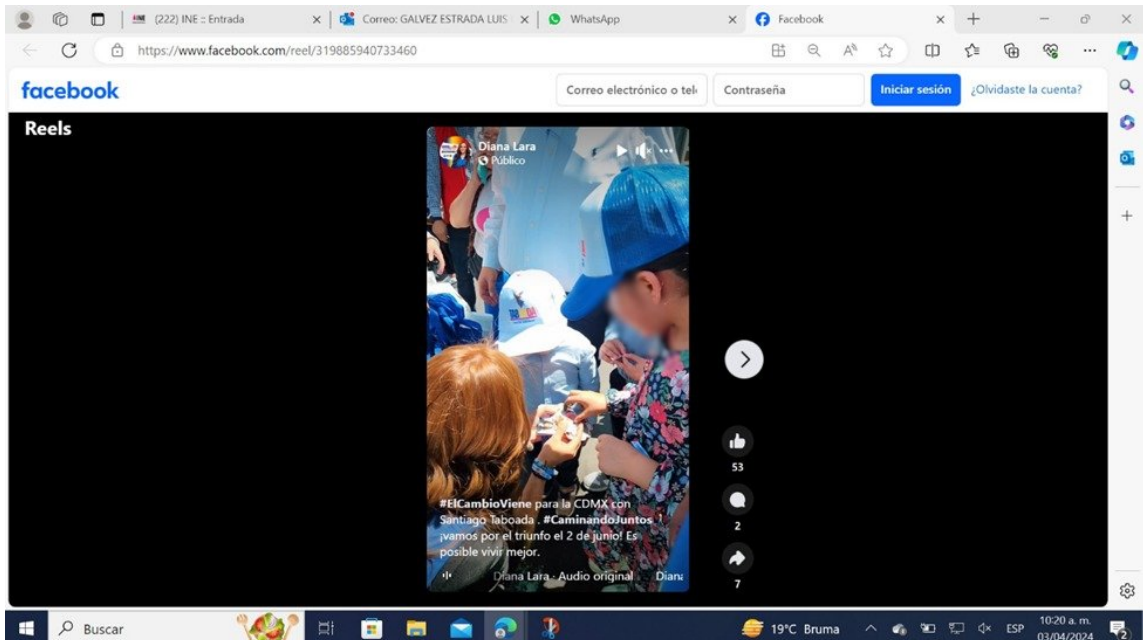 (222) INE :: Entrada
Correo: GALVEZ ESTRADA LUIS
WhatsApp
Facebook
https://www.facebook.com/reel/319885940733460
facebook
Correo electrónico o tel
Contraseña
Iniciar sesión
¿Olvidaste la cuenta?
Reels
Diana Lara
Público
53
2
7
#ElCambioViene para la CDMX con
Santiago Taboada . #CaminandoJuntos
¡vamos por el triunfo el 2 de junio! Es
posible vivir mejor.
Diana Lara · Audio original
Diana
Buscar
19°C Bruma
ESP
10:20 a. m.
03/04/2024